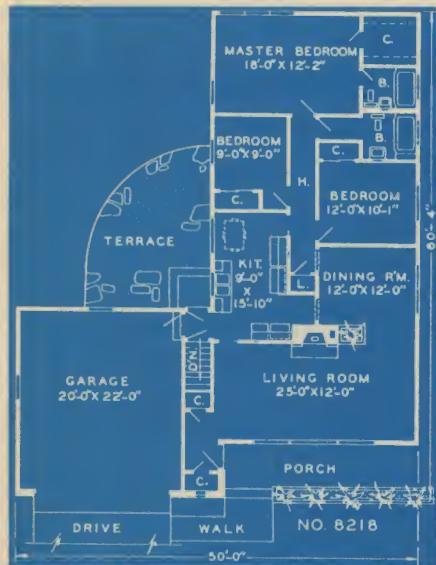 C.
MASTER BEDROOM
18'-0" X 12'-2"
B.
B.
BEDROOM
9'-0" X 9'-0"
C.
H.
C.
BEDROOM
12'-0" X 10'-1"
TERRACE
KIT.
9'-0"
X
15'-10"
L.
DINING R'M.
12'-0" X 12'-0"
60'-4"
D'N.
GARAGE
20'-0" X 22'-0"
C.
LIVING ROOM
25'-0" X 12'-0"
C.
PORCH
DRIVE
WALK
NO. 8218
50'-0"